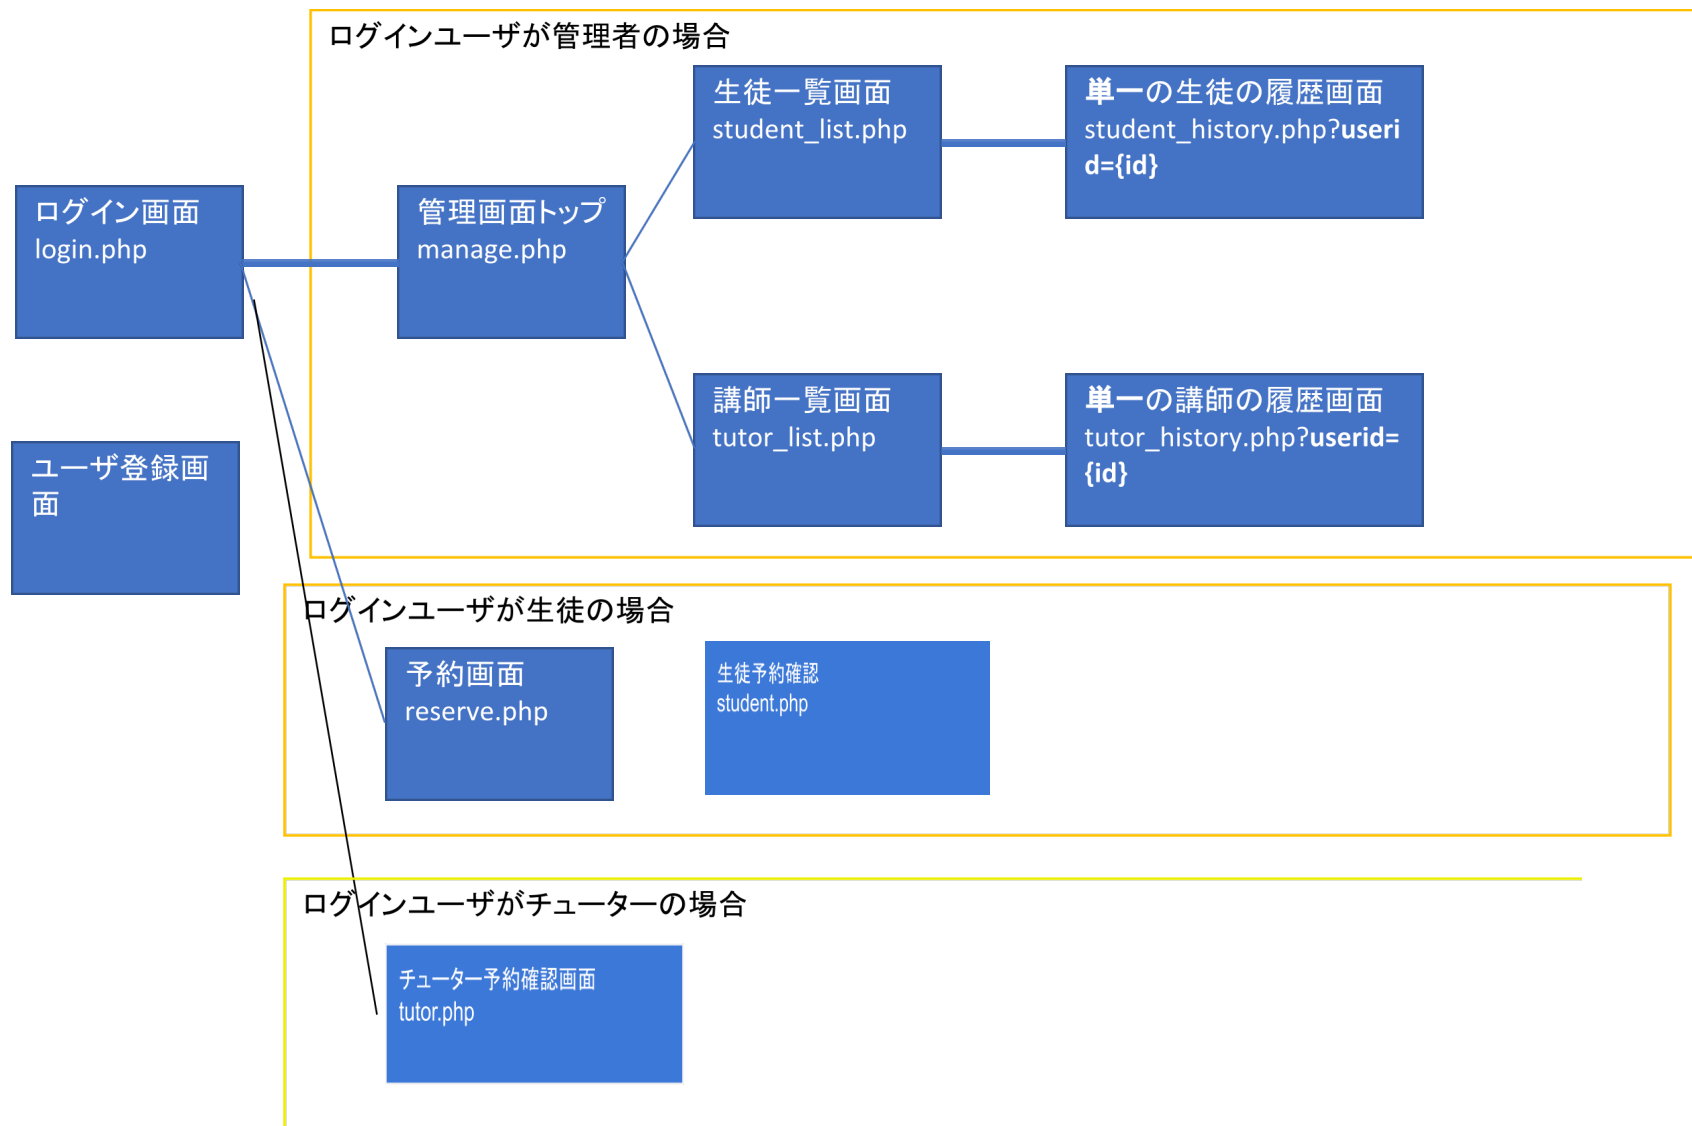 ログインユーザが管理者の場合
生徒一覧画面
student_list.php
単一の生徒の履歴画面
student_history.php?useri
d={id}
ログイン画面
login.php
管理画面トップ
manage.php
講師一覧画面
tutor_list.php
単一の講師の履歴画面
tutor_history.php?userid=
{id}
ユーザ登録画
面
ログインユーザが生徒の場合
予約画面
reserve.php
生徒予約確認
student.php
ログインユーザがチューターの場合
チューター予約確認画面
tutor.php